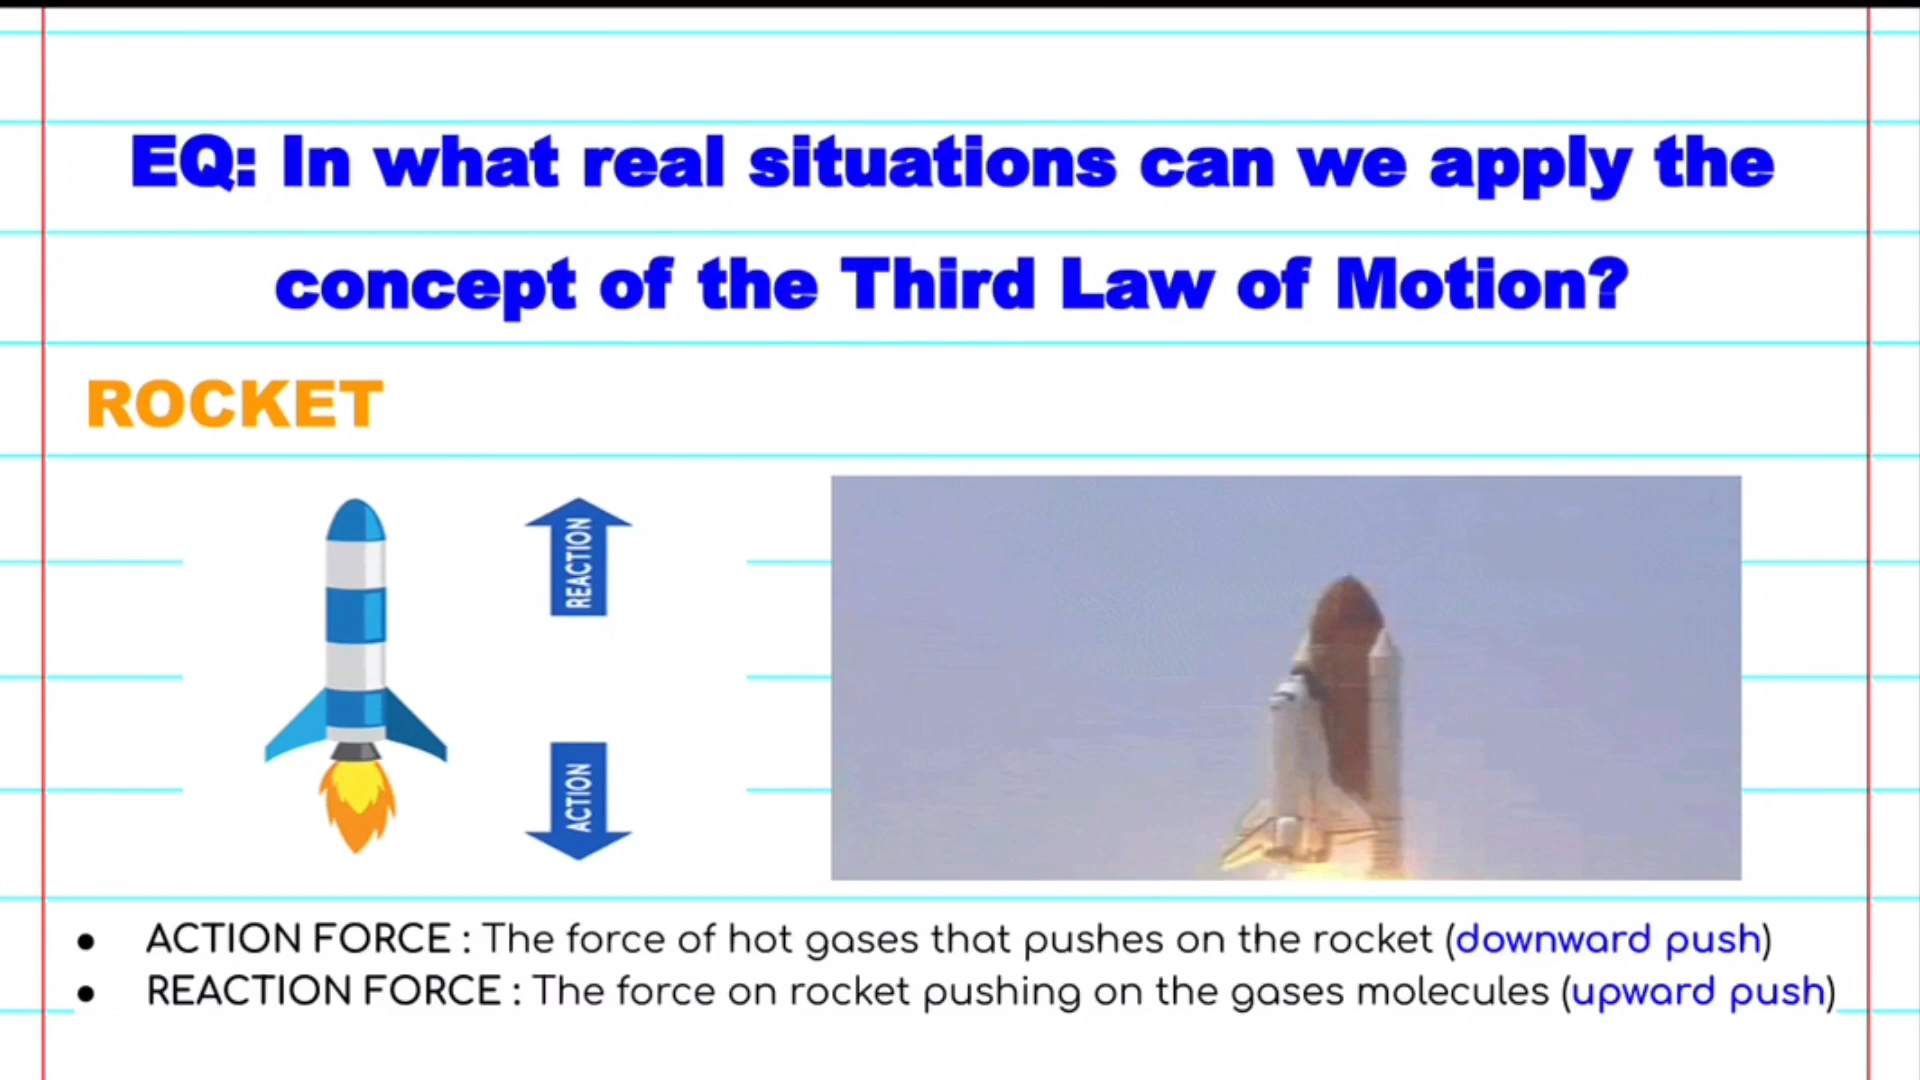 EQ: In what real situations can we apply the
concept of the Third Law of Motion?
ROCKET
REACTION
ACTION
● ACTION FORCE : The force of hot gases that pushes on the rocket (downward push)
● REACTION FORCE : The force on rocket pushing on the gases molecules (upward push)